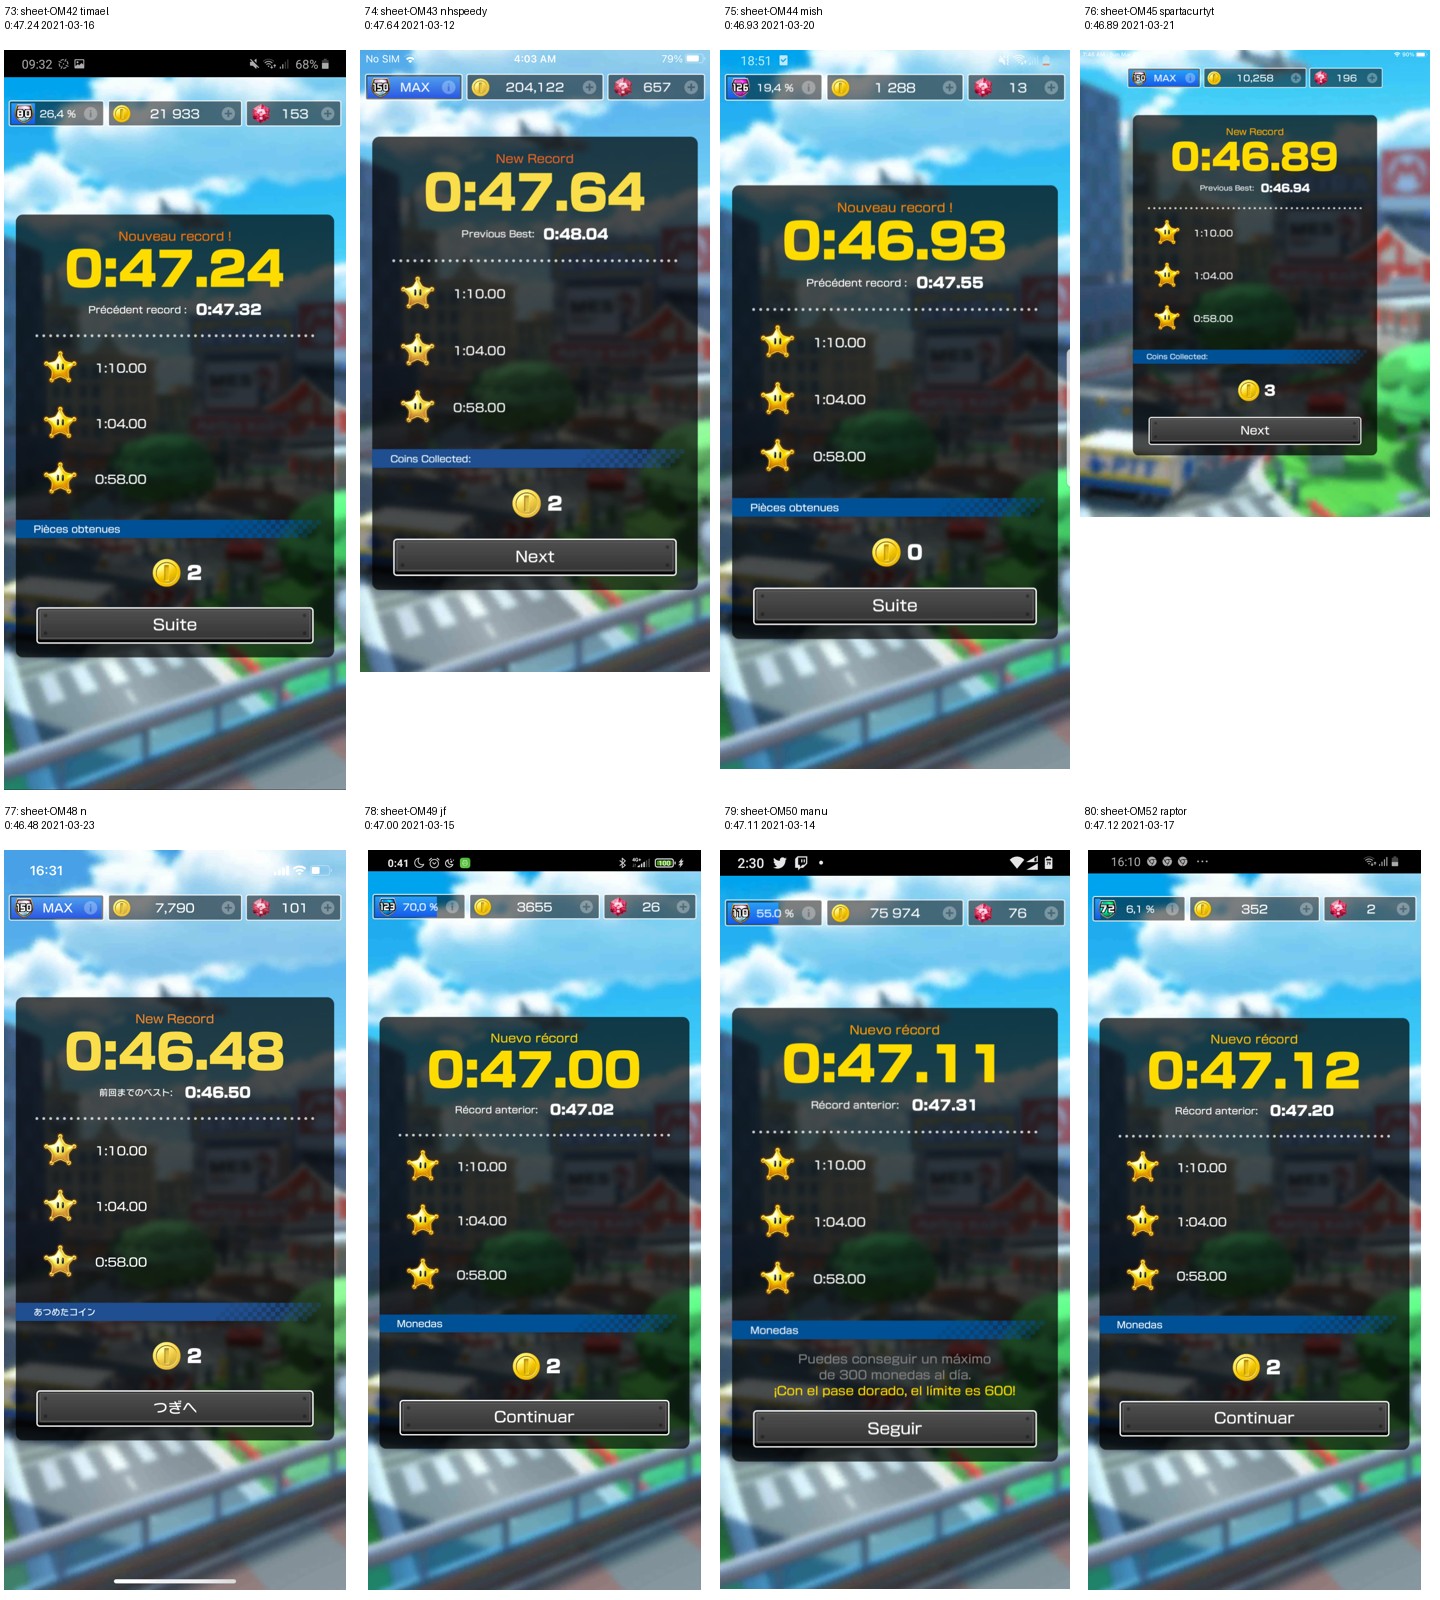 73: sheet-OM42 timael
0:47.24 2021-03-16
09:32 68%
80 26,4 % 21 933 153
Nouveau record !
0:47.24
Précédent record : 0:47.32
1:10.00
1:04.00
0:58.00
Pièces obtenues
2
Suite
74: sheet-OM43 nhspeedy
0:47.64 2021-03-12
No SIM 4:03 AM 79%
150 MAX 204,122 657
New Record
0:47.64
Previous Best: 0:48.04
1:10.00
1:04.00
0:58.00
Coins Collected:
2
Next
75: sheet-OM44 mish
0:46.93 2021-03-20
18:51
126 19,4 % 1 288 13
Nouveau record !
0:46.93
Précédent record : 0:47.55
1:10.00
1:04.00
0:58.00
Pièces obtenues
0
Suite
76: sheet-OM45 spartacurtyt
0:46.89 2021-03-21
90%
150 MAX 10,258 196
New Record
0:46.89
Previous Best: 0:46.94
1:10.00
1:04.00
0:58.00
Coins Collected:
3
Next
PIT
77: sheet-OM48 n
0:46.48 2021-03-23
16:31
150 MAX 7,790 101
New Record
0:46.48
前回までのベスト: 0:46.50
1:10.00
1:04.00
0:58.00
あつめたコイン
2
つぎへ
78: sheet-OM49 jf
0:47.00 2021-03-15
0:41 4G 100
123 70,0 % 3655 26
Nuevo récord
0:47.00
Récord anterior: 0:47.02
1:10.00
1:04.00
0:58.00
Monedas
2
Continuar
79: sheet-OM50 manu
0:47.11 2021-03-14
2:30
110 55.0 % 75 974 76
Nuevo récord
0:47.11
Récord anterior: 0:47.31
1:10.00
1:04.00
0:58.00
Monedas
Puedes conseguir un máximo
de 300 monedas al día.
¡Con el pase dorado, el límite es 600!
Seguir
80: sheet-OM52 raptor
0:47.12 2021-03-17
16:10
72 6,1 % 352 2
Nuevo récord
0:47.12
Récord anterior: 0:47.20
1:10.00
1:04.00
0:58.00
Monedas
2
Continuar